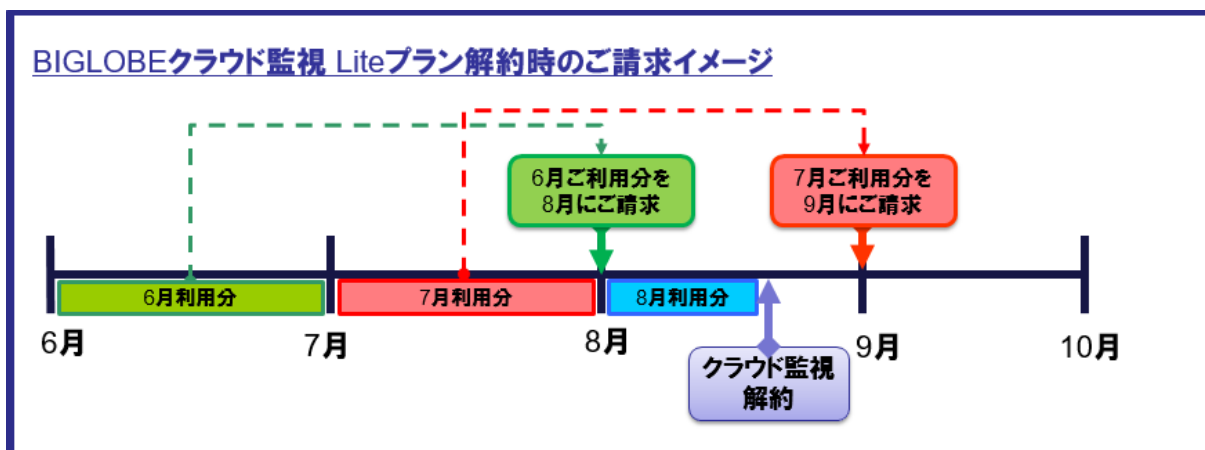 BIGLOBEクラウド監視 Liteプラン解約時のご請求イメージ
6月ご利用分を
8月にご請求
7月ご利用分を
9月にご請求
6月利用分
7月利用分
8月利用分
6月
7月
8月
9月
10月
クラウド監視
解約